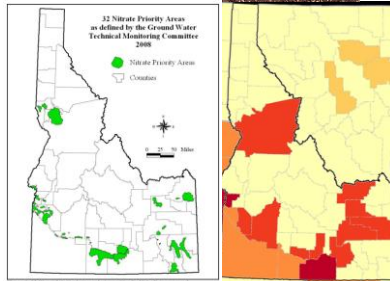 32 Nitrate Priority Areas
as defined by the Ground Water
Technical Monitoring Committee
2008
Nitrate Priority Areas
Counties
0 25 50 Miles